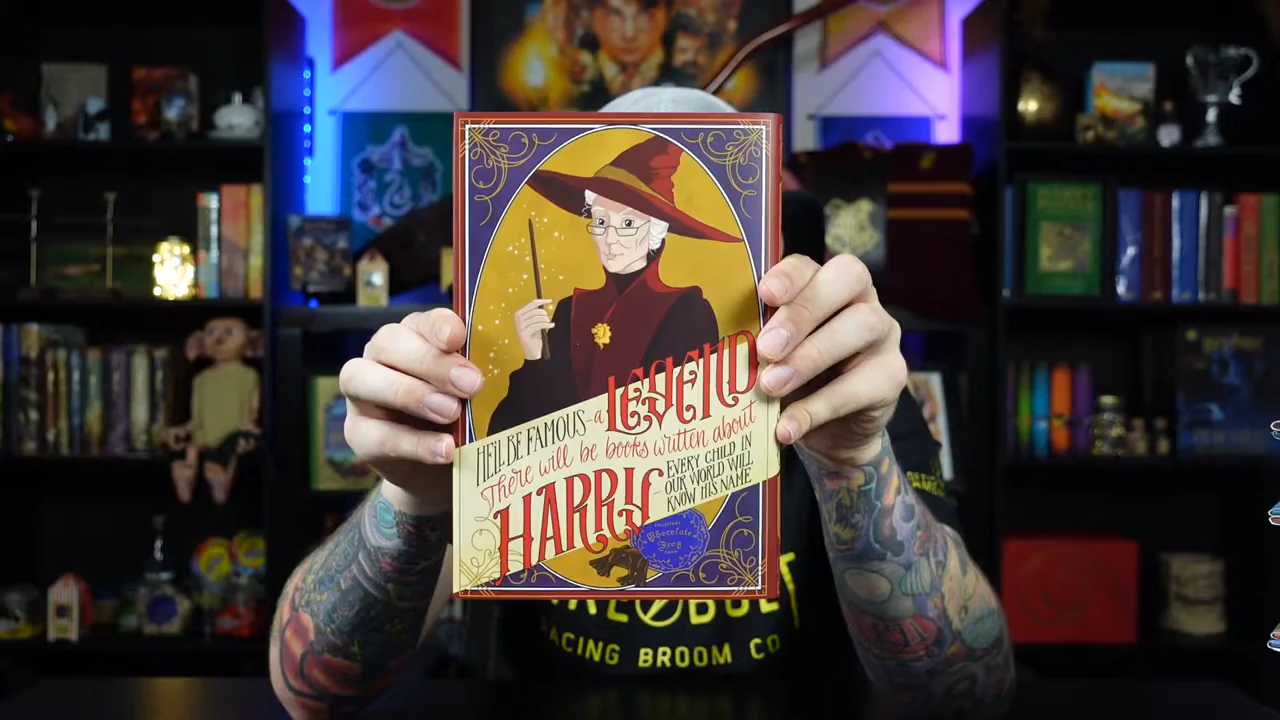 HE'LL BE FAMOUS - a LEGEND
There will be books written about
HARRY - EVERY CHILD IN
OUR WORLD WILL
KNOW HIS NAME
Chocolate
Frog
BOLT
RACING BROOM CO